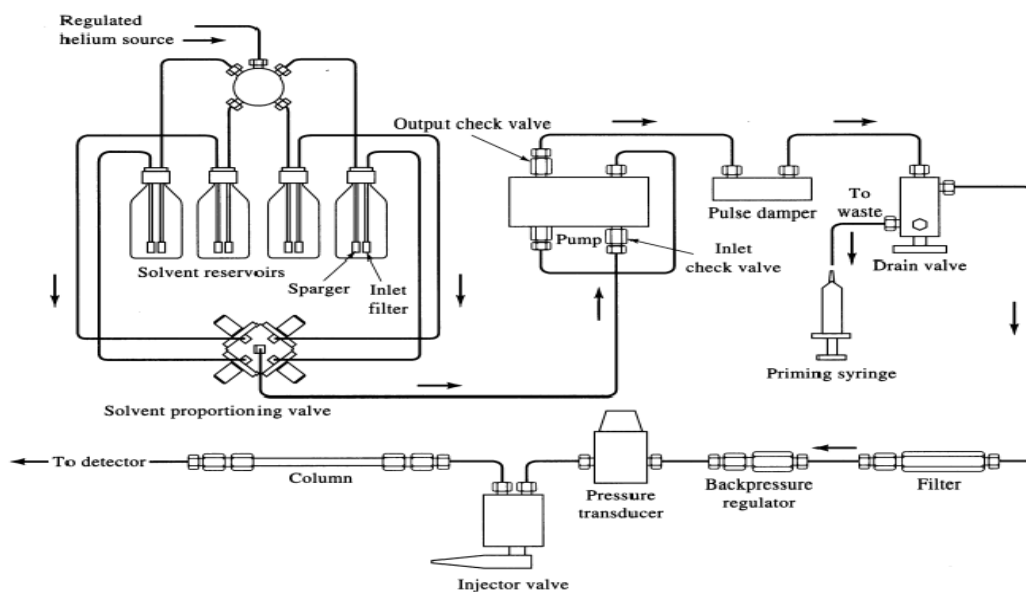 Regulated
helium source
Output check valve
Pump
Inlet
check valve
Pulse damper
To
waste
Drain valve
Priming syringe
Solvent reservoirs
Sparger
Inlet
filter
Solvent proportioning valve
To detector
Column
Injector valve
Pressure
transducer
Backpressure
regulator
Filter